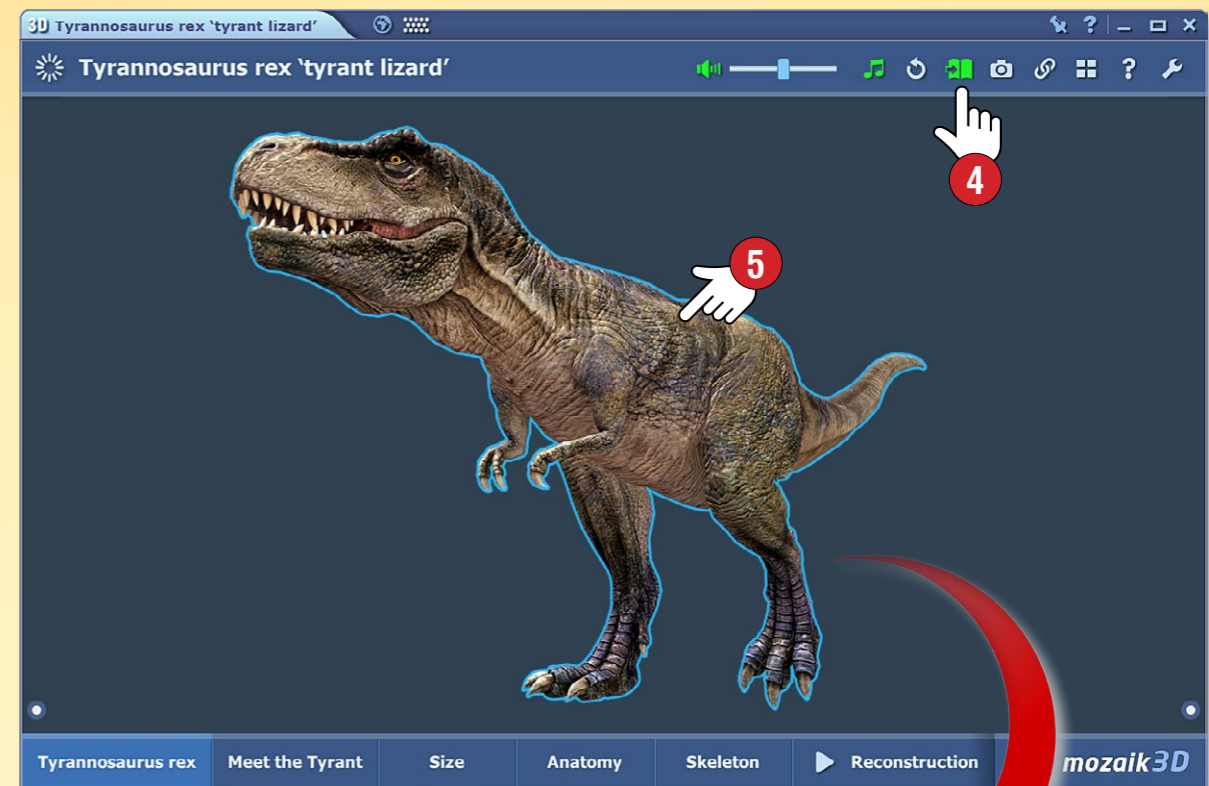 3D Tyrannosaurus rex ‘tyrant lizard’
?
Tyrannosaurus rex ‘tyrant lizard’
?
4
5
Tyrannosaurus rex Meet the Tyrant Size Anatomy Skeleton Reconstruction mozaik3D